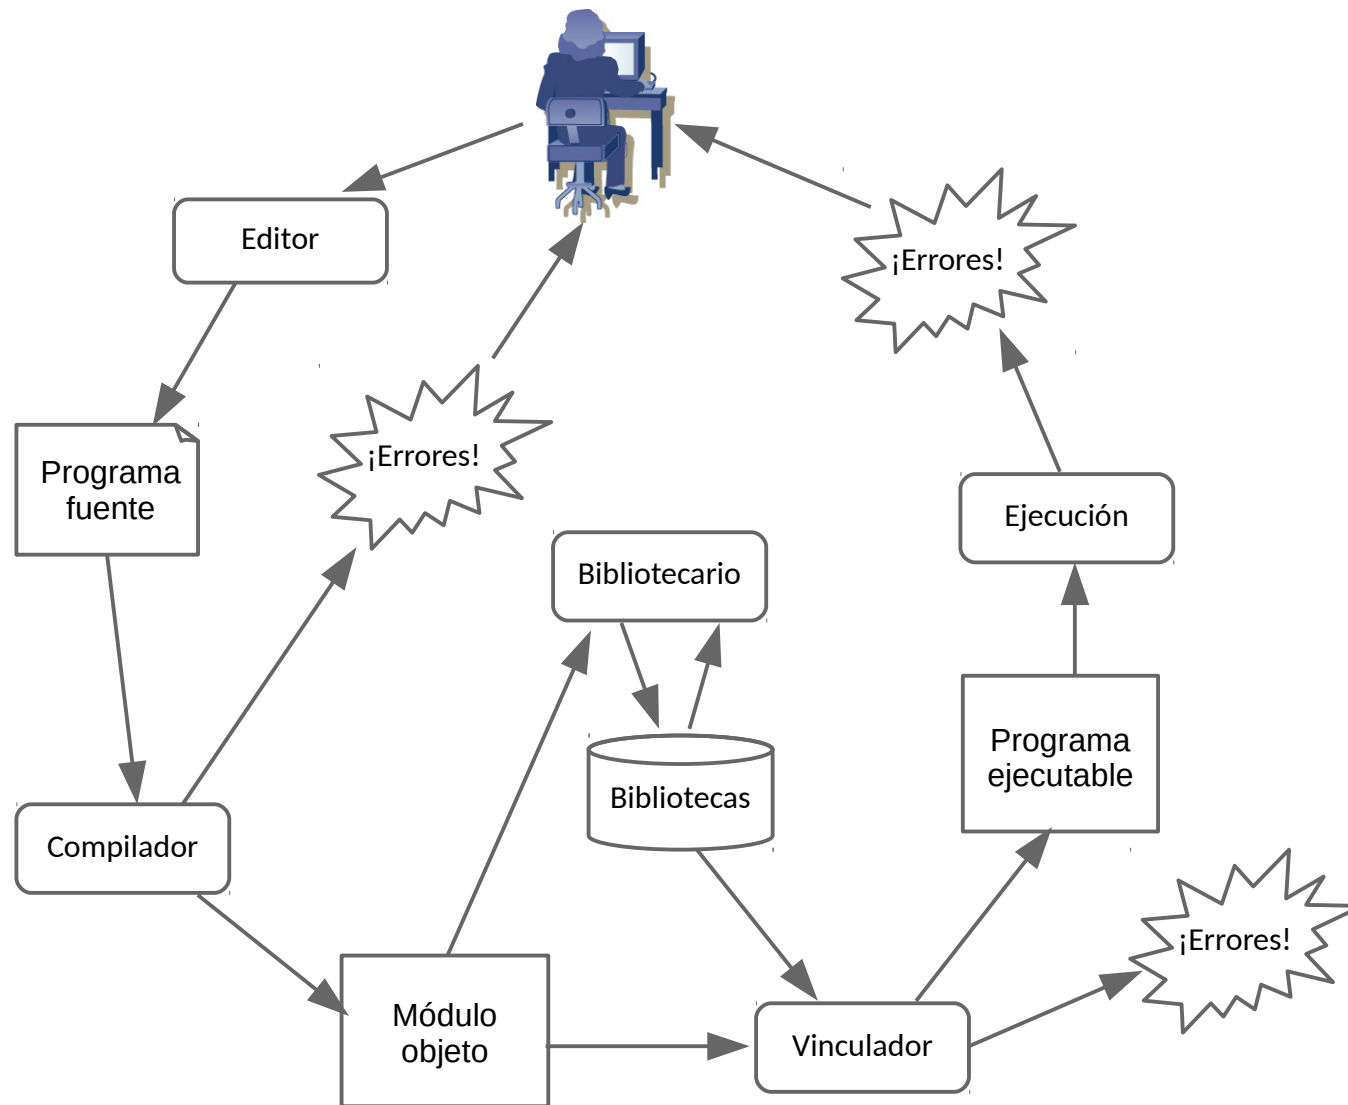 Editor
¡Errores!
Programa
fuente
¡Errores!
Ejecución
Bibliotecario
Programa
ejecutable
Bibliotecas
Compilador
¡Errores!
Módulo
objeto
Vinculador